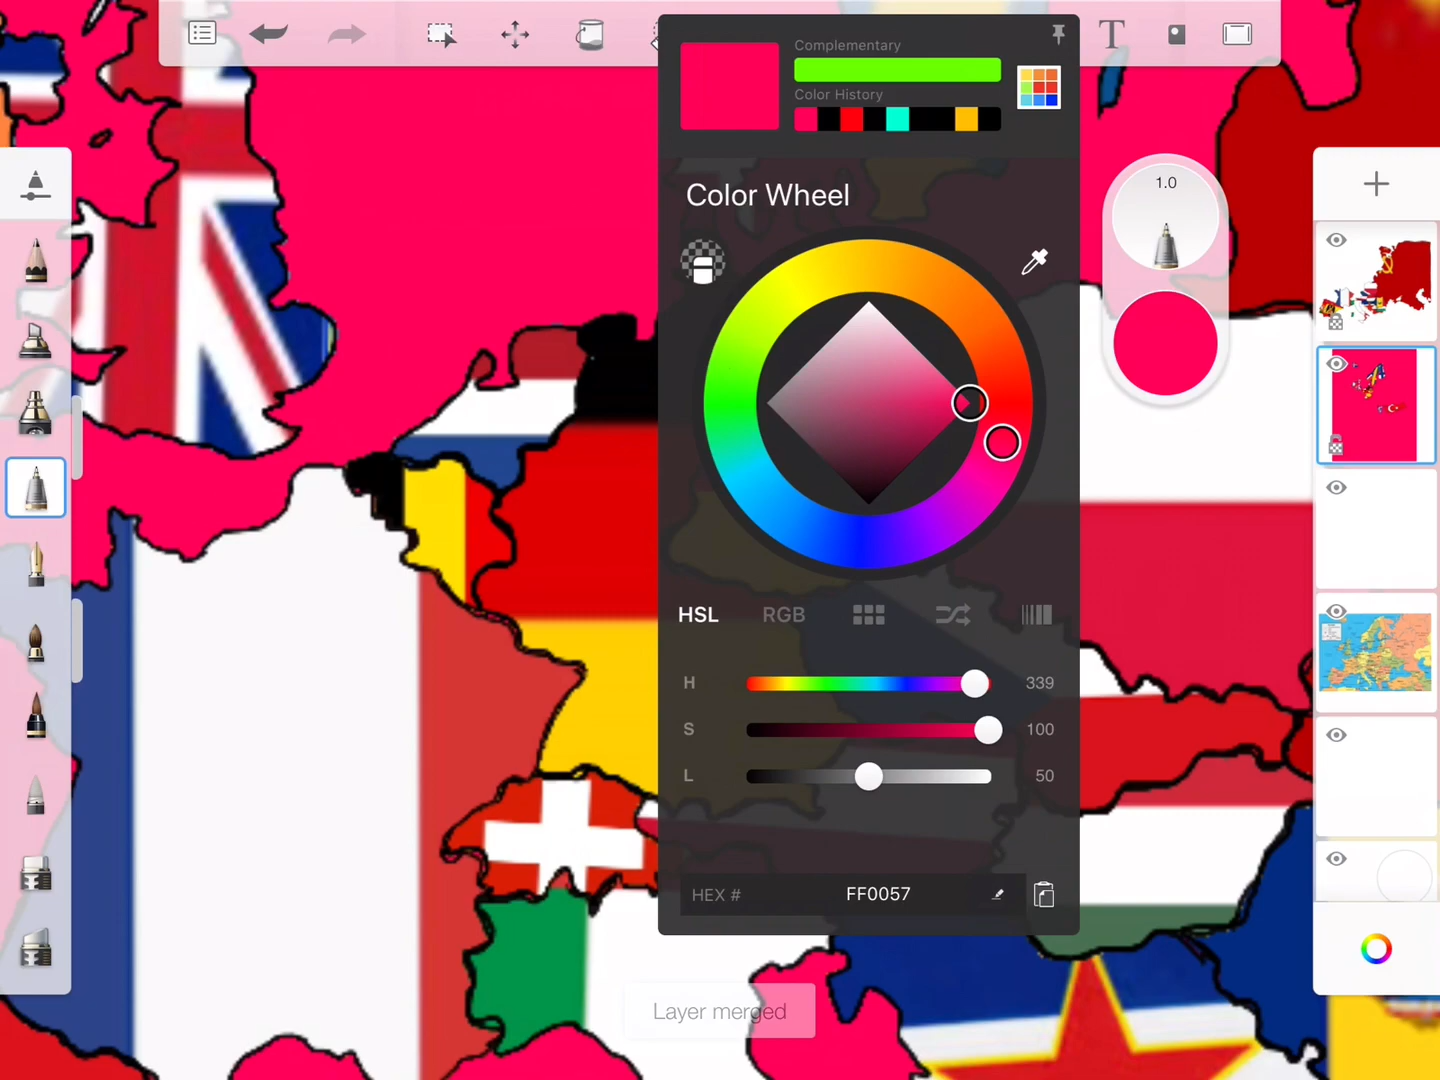 Complementary
Color History
T
1.0
Color Wheel
HSL RGB
H 339
S 100
L 50
HEX # FF0057
Layer merged